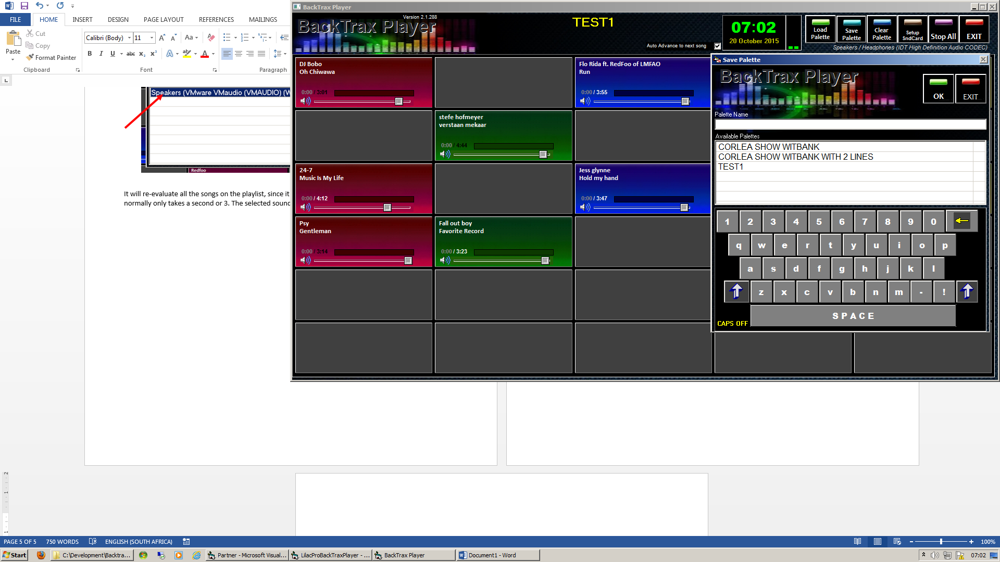 FILE
HOME
INSERT
DESIGN
PAGE LAYOUT
REFERENCES
MAILINGS
Paste
Cut
Copy
Format Painter
Calibri (Body)
11
Aa
B I U abc x₂ x² A ab A
Clipboard
Font
Paragraph
Speakers (VMware VMaudio (VMAUDIO) (W
Redfoo
It will re-evaluate all the songs on the playlist, since it
normally only takes a second or 3. The selected sound
BackTrax Player
Version 2.1.288
BackTrax Player
TEST1
Auto Advance to next song
07:02
20 October 2015
Load Palette
Save Palette
Clear Palette
Setup SndCard
Stop All
EXIT
Speakers / Headphones (IDT High Definition Audio CODEC)
DJ Bobo
Oh Chiwawa
0:00 / 3:01
Flo Rida ft. RedFoo of LMFAO
Run
0:00 / 3:55
stefe hofmeyer
verstaan mekaar
0:00 / 4:44
24-7
Music Is My Life
0:00 / 4:12
Jess glynne
Hold my hand
0:00 / 3:47
Psy
Gentleman
0:00 / 3:14
Fall out boy
Favorite Record
0:00 / 3:23
Save Palette
BackTrax Player
OK
EXIT
Palette Name
Available Palettes
CORLEA SHOW WITBANK
CORLEA SHOW WITBANK WITH 2 LINES
TEST1
1 2 3 4 5 6 7 8 9 0
q w e r t y u i o p
a s d f g h j k l
z x c v b n m - !
CAPS OFF
SPACE
2
1
1
PAGE 5 OF 5
750 WORDS
ENGLISH (SOUTH AFRICA)
100%
Start
C:\Development\Backtra...
Partner - Microsoft Visual...
LilacProBackTraxPlayer - ...
BackTrax Player
Document1 - Word
07:02